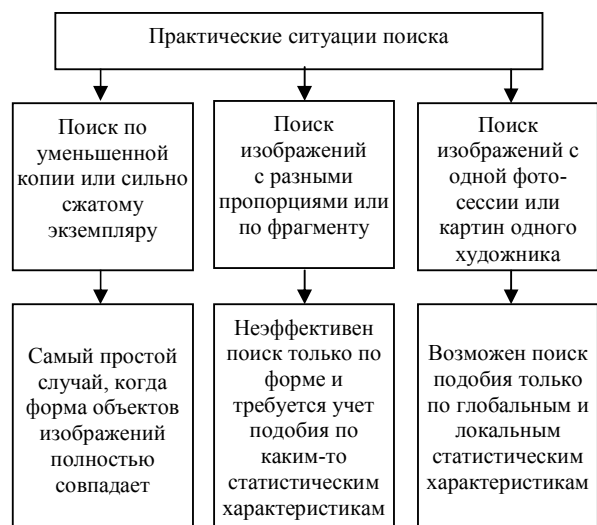 Практические ситуации поиска
Поиск по
уменьшенной
копии или сильно
сжатому
экземпляру
Поиск
изображений
с разными
пропорциями или
по фрагменту
Поиск
изображений с
одной фото-
сессии или
картин одного
художника
Самый простой
случай, когда
форма объектов
изображений
полностью
совпадает
Неэффективен
поиск только по
форме и
требуется учет
подобия по
каким-то
статистическим
характеристикам
Возможен поиск
подобия только
по глобальным и
локальным
статистическим
характеристикам